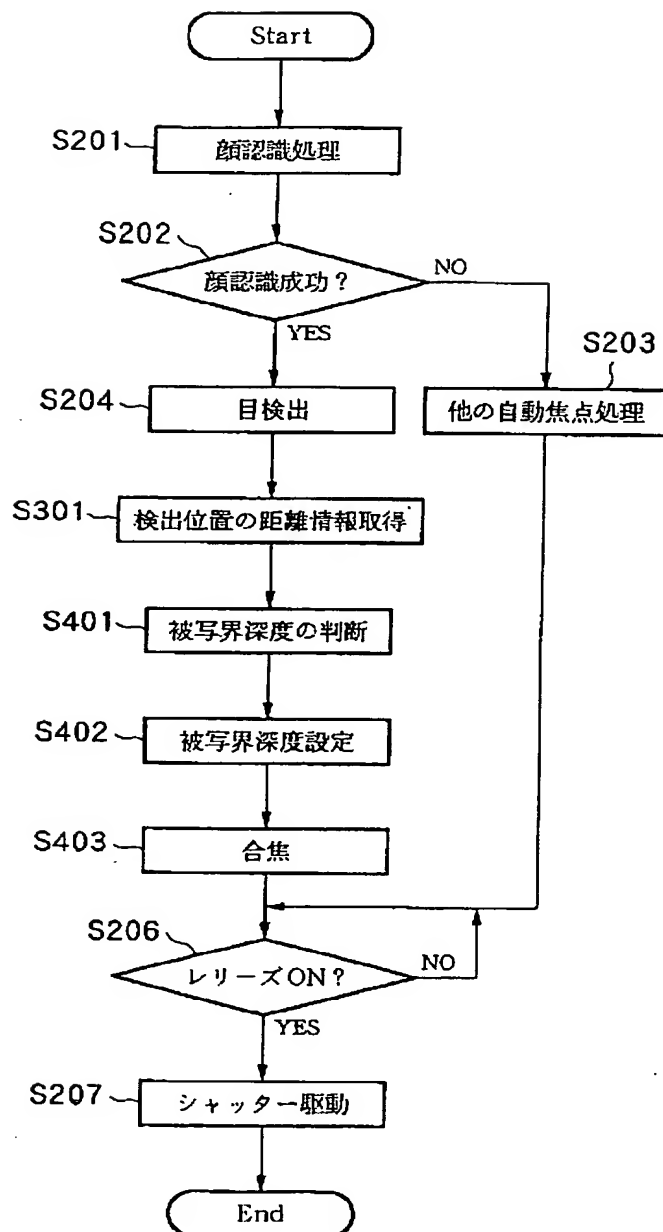 Start
S201
顔認識処理
S202
顔認識成功？
NO
YES
S203
S204
目検出
他の自動焦点処理
S301
検出位置の距離情報取得
S401
被写界深度の判断
S402
被写界深度設定
S403
合焦
S206
レリーズON？
NO
YES
S207
シャッター駆動
End